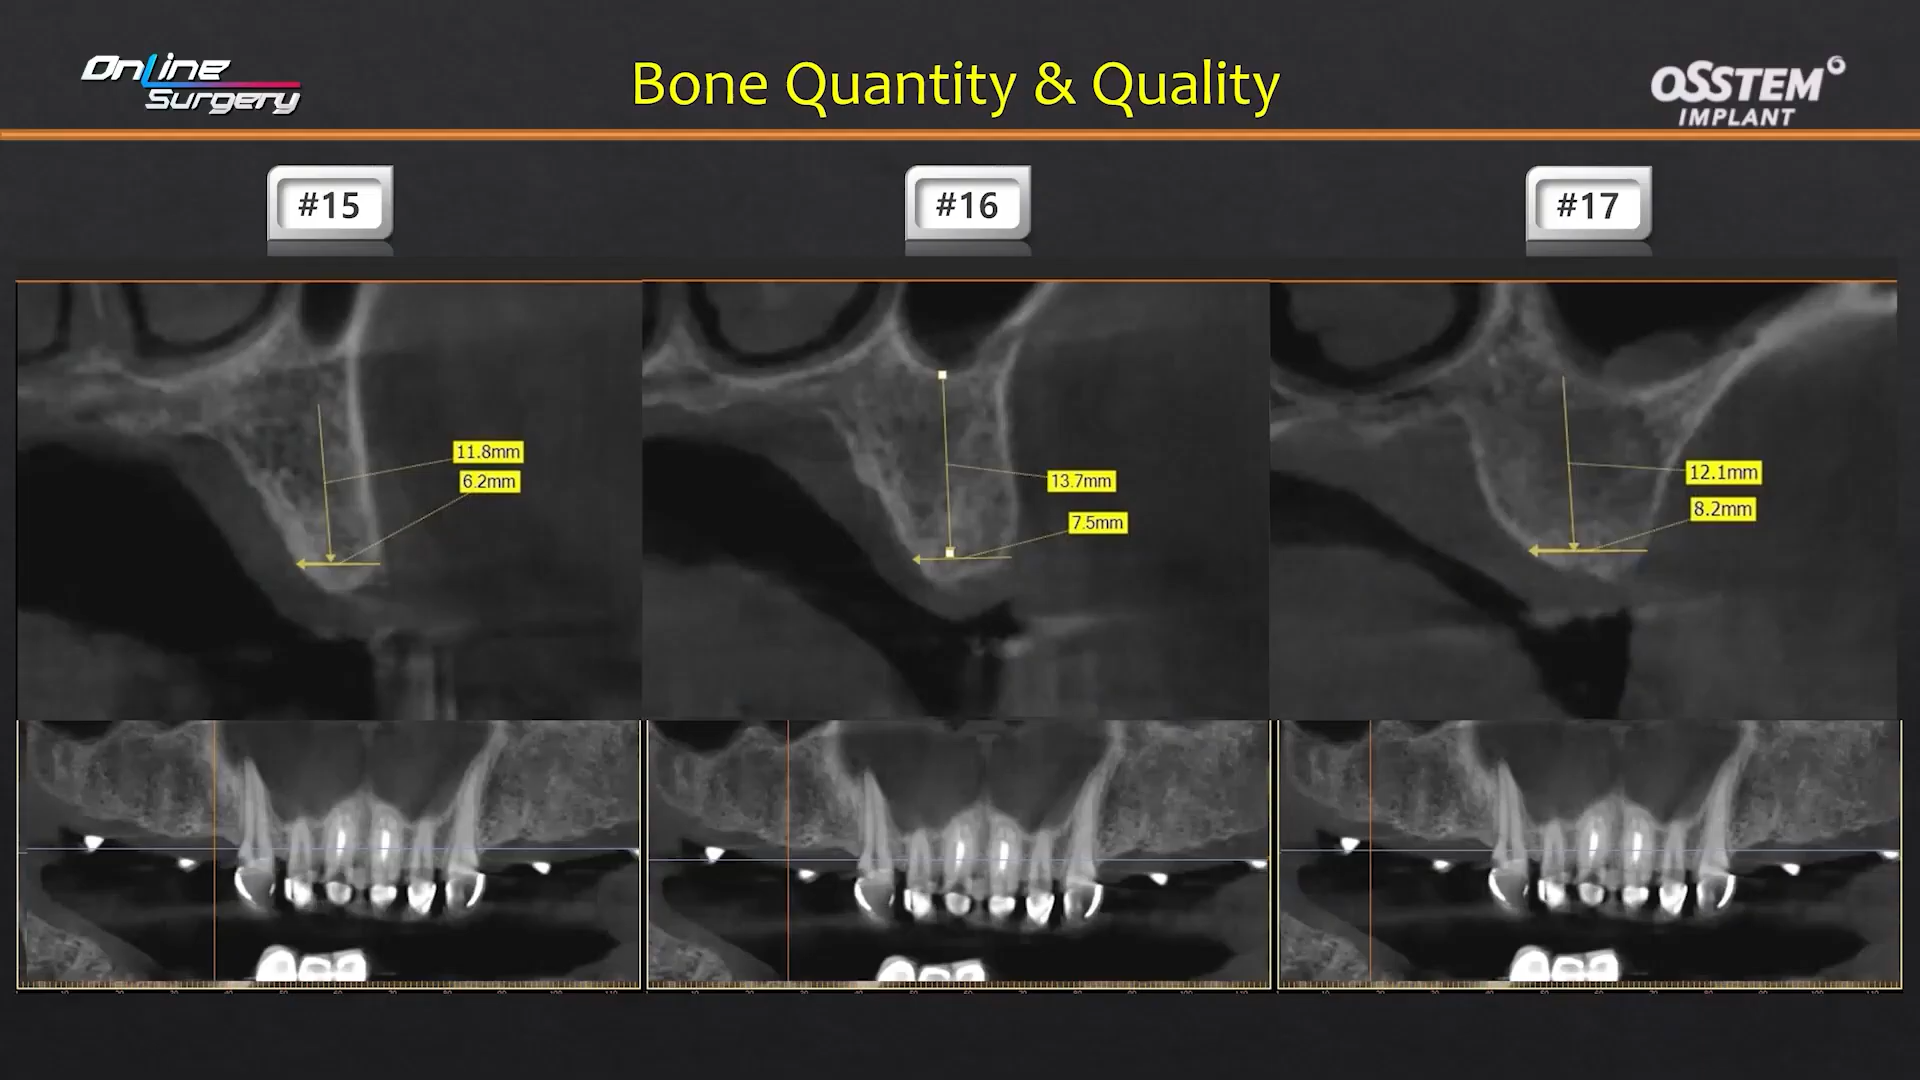 OnLine
Surgery
Bone Quantity & Quality
OSSTEM
IMPLANT
#15
#16
#17
11.8mm
6.2mm
13.7mm
7.5mm
12.1mm
8.2mm